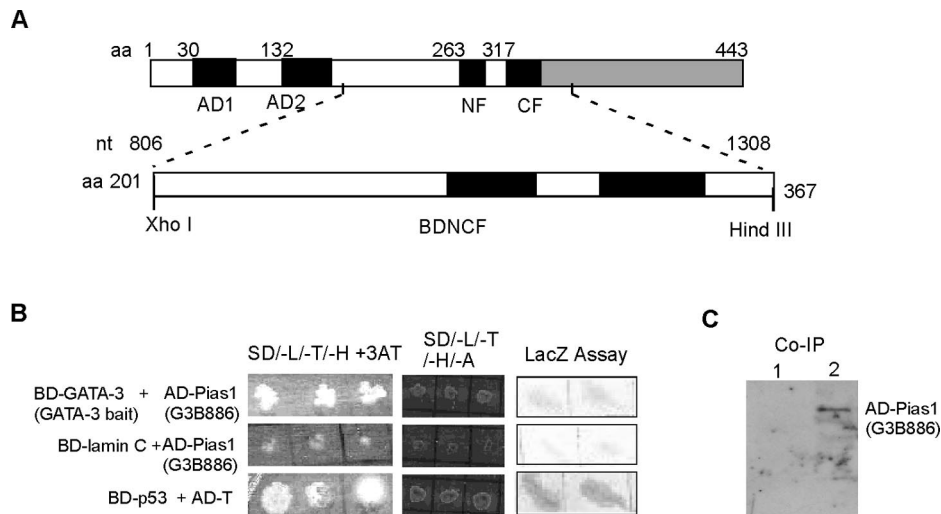 A
aa 1 30 132 263 317 443
AD1 AD2 NF CF
nt 806 1308
aa 201 367
Xho I BDNCF Hind III
B
SD/-L/-T/-H +3AT
SD/-L/-T
/-H/-A
LacZ Assay
BD-GATA-3 + AD-Pias1
(GATA-3 bait) (G3B886)
BD-lamin C +AD-Pias1
(G3B886)
BD-p53 + AD-T
C
Co-IP
1 2
AD-Pias1
(G3B886)